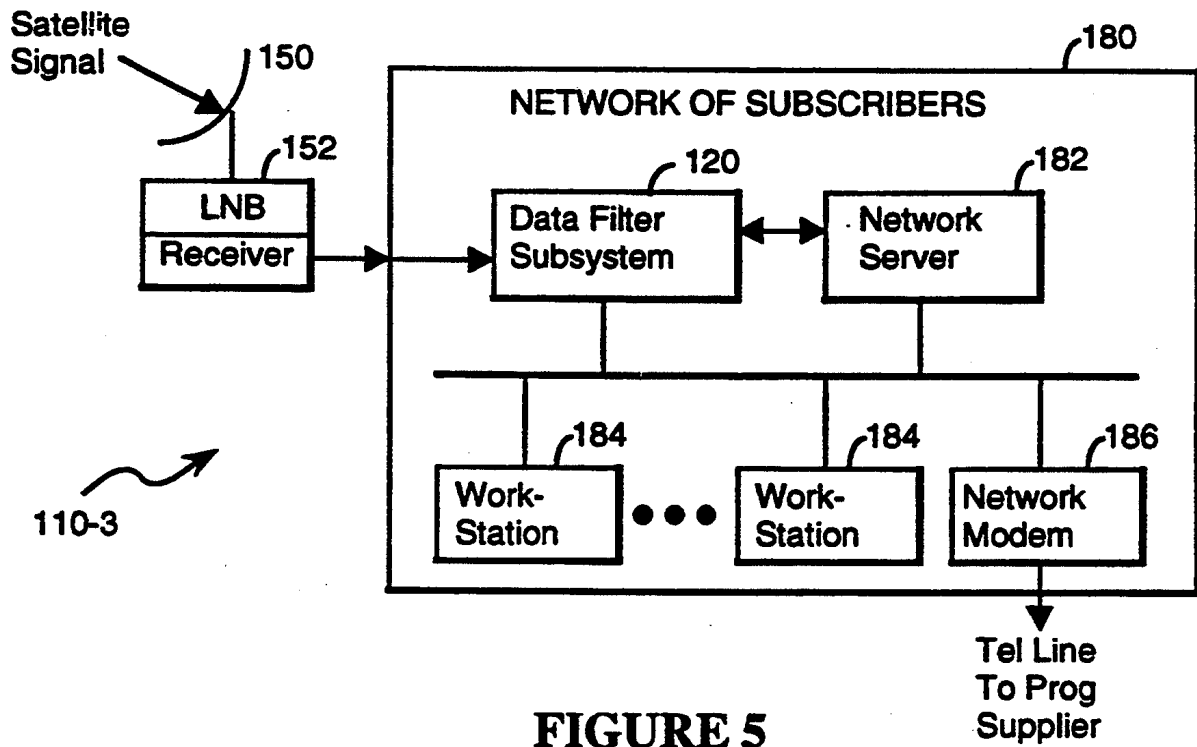 Satellite
Signal
150
180
NETWORK OF SUBSCRIBERS
152
LNB
Receiver
120
Data Filter
Subsystem
182
Network
Server
184
Work-
Station
184
Work-
Station
186
Network
Modem
110-3
Tel Line
To Prog
Supplier
FIGURE 5